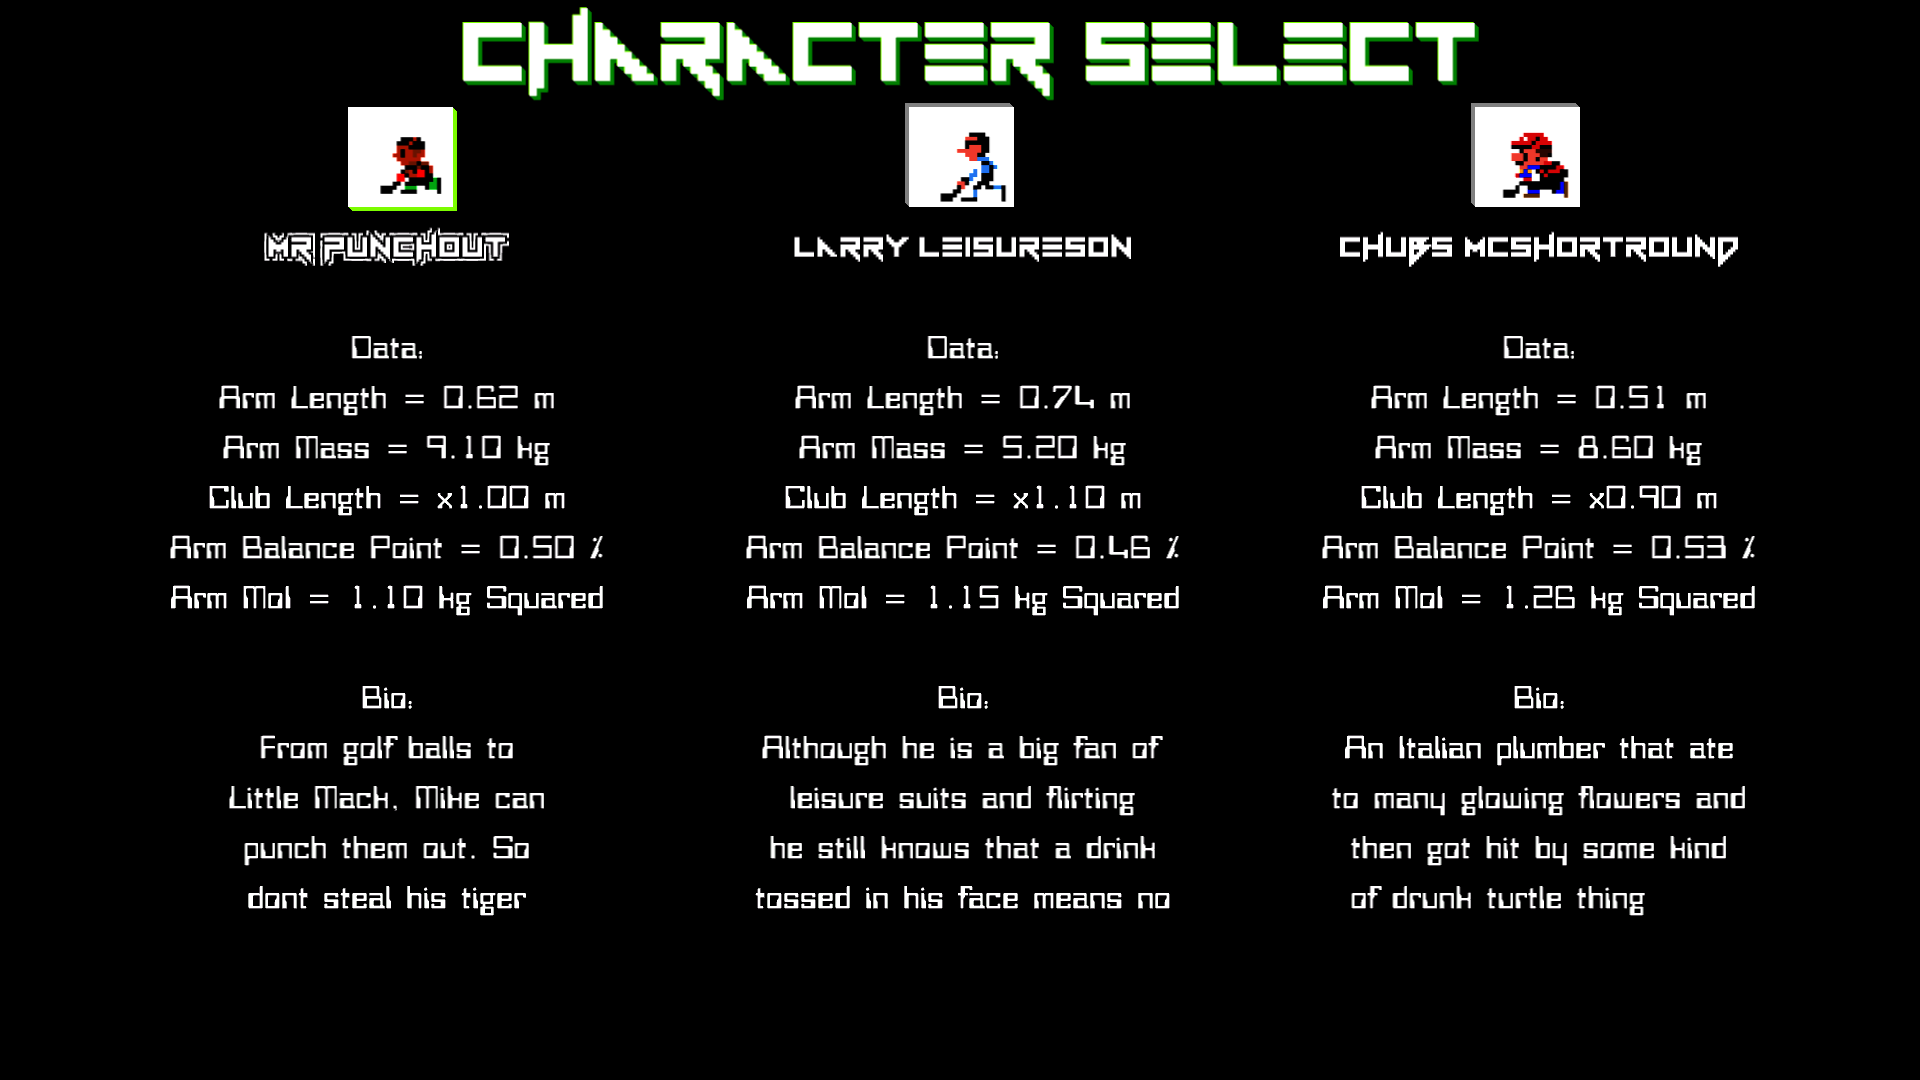 CHARACTER SELECT
MR PUNCHOUT
Data:
Arm Length = 0.62 m
Arm Mass = 9.10 kg
Club Length = x1.00 m
Arm Balance Point = 0.50 %
Arm MoI = 1.10 kg Squared
Bio:
From golf balls to
Little Mack, Mike can
punch them out. So
dont steal his tiger
LARRY LEISURESON
Data:
Arm Length = 0.74 m
Arm Mass = 5.20 kg
Club Length = x1.10 m
Arm Balance Point = 0.46 %
Arm MoI = 1.15 kg Squared
Bio:
Although he is a big fan of
leisure suits and flirting
he still knows that a drink
tossed in his face means no
CHUBS MCSHORTROUND
Data:
Arm Length = 0.51 m
Arm Mass = 8.60 kg
Club Length = x0.90 m
Arm Balance Point = 0.53 %
Arm MoI = 1.26 kg Squared
Bio:
An Italian plumber that ate
to many glowing flowers and
then got hit by some kind
of drunk turtle thing